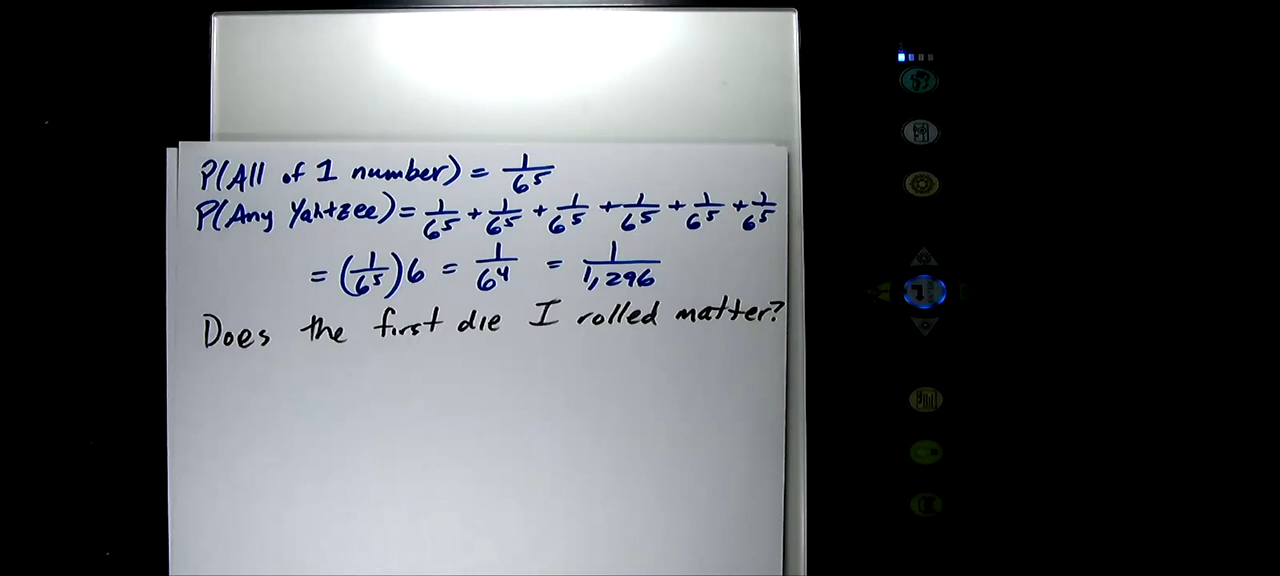 P(All of 1 number) = 1/6⁵
P(Any Yahtzee) = 1/6⁵ + 1/6⁵ + 1/6⁵ + 1/6⁵ + 1/6⁵ + 1/6⁵
= (1/6⁵)6 = 1/6⁴ = 1/1,296
Does the first die I rolled matter?